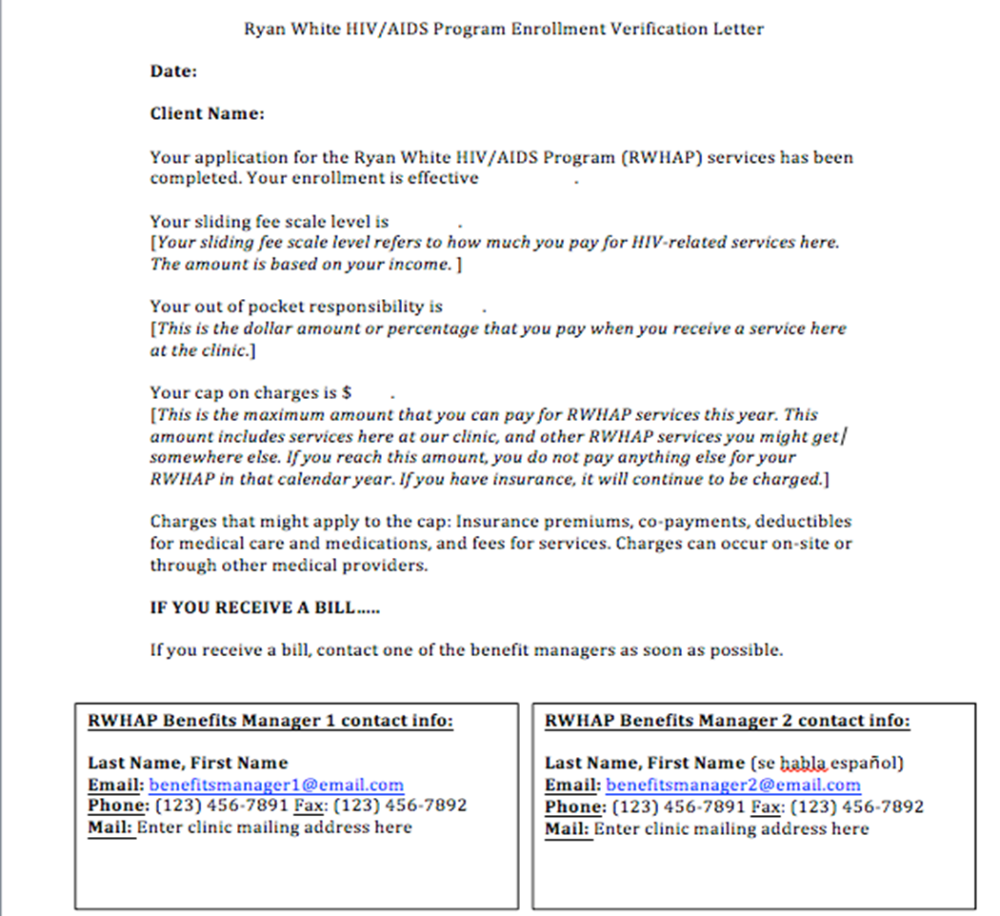 Ryan White HIV/AIDS Program Enrollment Verification Letter
Date:
Client Name:
Your application for the Ryan White HIV/AIDS Program (RWHAP) services has been
completed. Your enrollment is effective .
Your sliding fee scale level is .
[Your sliding fee scale level refers to how much you pay for HIV-related services here.
The amount is based on your income. ]
Your out of pocket responsibility is .
[This is the dollar amount or percentage that you pay when you receive a service here
at the clinic.]
Your cap on charges is $ .
[This is the maximum amount that you can pay for RWHAP services this year. This
amount includes services here at our clinic, and other RWHAP services you might get
somewhere else. If you reach this amount, you do not pay anything else for your
RWHAP in that calendar year. If you have insurance, it will continue to be charged.]
Charges that might apply to the cap: Insurance premiums, co-payments, deductibles
for medical care and medications, and fees for services. Charges can occur on-site or
through other medical providers.
IF YOU RECEIVE A BILL.....
If you receive a bill, contact one of the benefit managers as soon as possible.
RWHAP Benefits Manager 1 contact info:
Last Name, First Name
Email: benefitsmanager1@email.com
Phone: (123) 456-7891 Fax: (123) 456-7892
Mail: Enter clinic mailing address here
RWHAP Benefits Manager 2 contact info:
Last Name, First Name (se habla español)
Email: benefitsmanager2@email.com
Phone: (123) 456-7891 Fax: (123) 456-7892
Mail: Enter clinic mailing address here